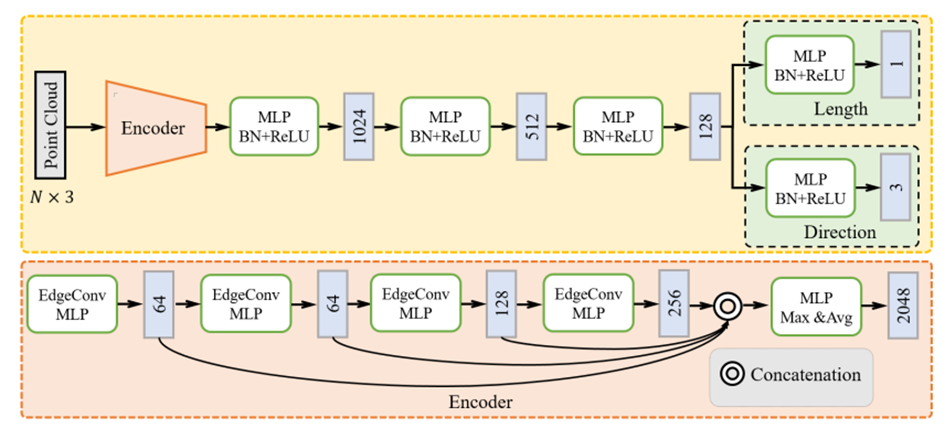 Point Cloud
N × 3
Encoder
MLP
BN+ReLU
1024
MLP
BN+ReLU
512
MLP
BN+ReLU
128
MLP
BN+ReLU
1
Length
MLP
BN+ReLU
3
Direction
EdgeConv
MLP
64
EdgeConv
MLP
64
EdgeConv
MLP
128
EdgeConv
MLP
256
MLP
Max &Avg
2048
Concatenation
Encoder